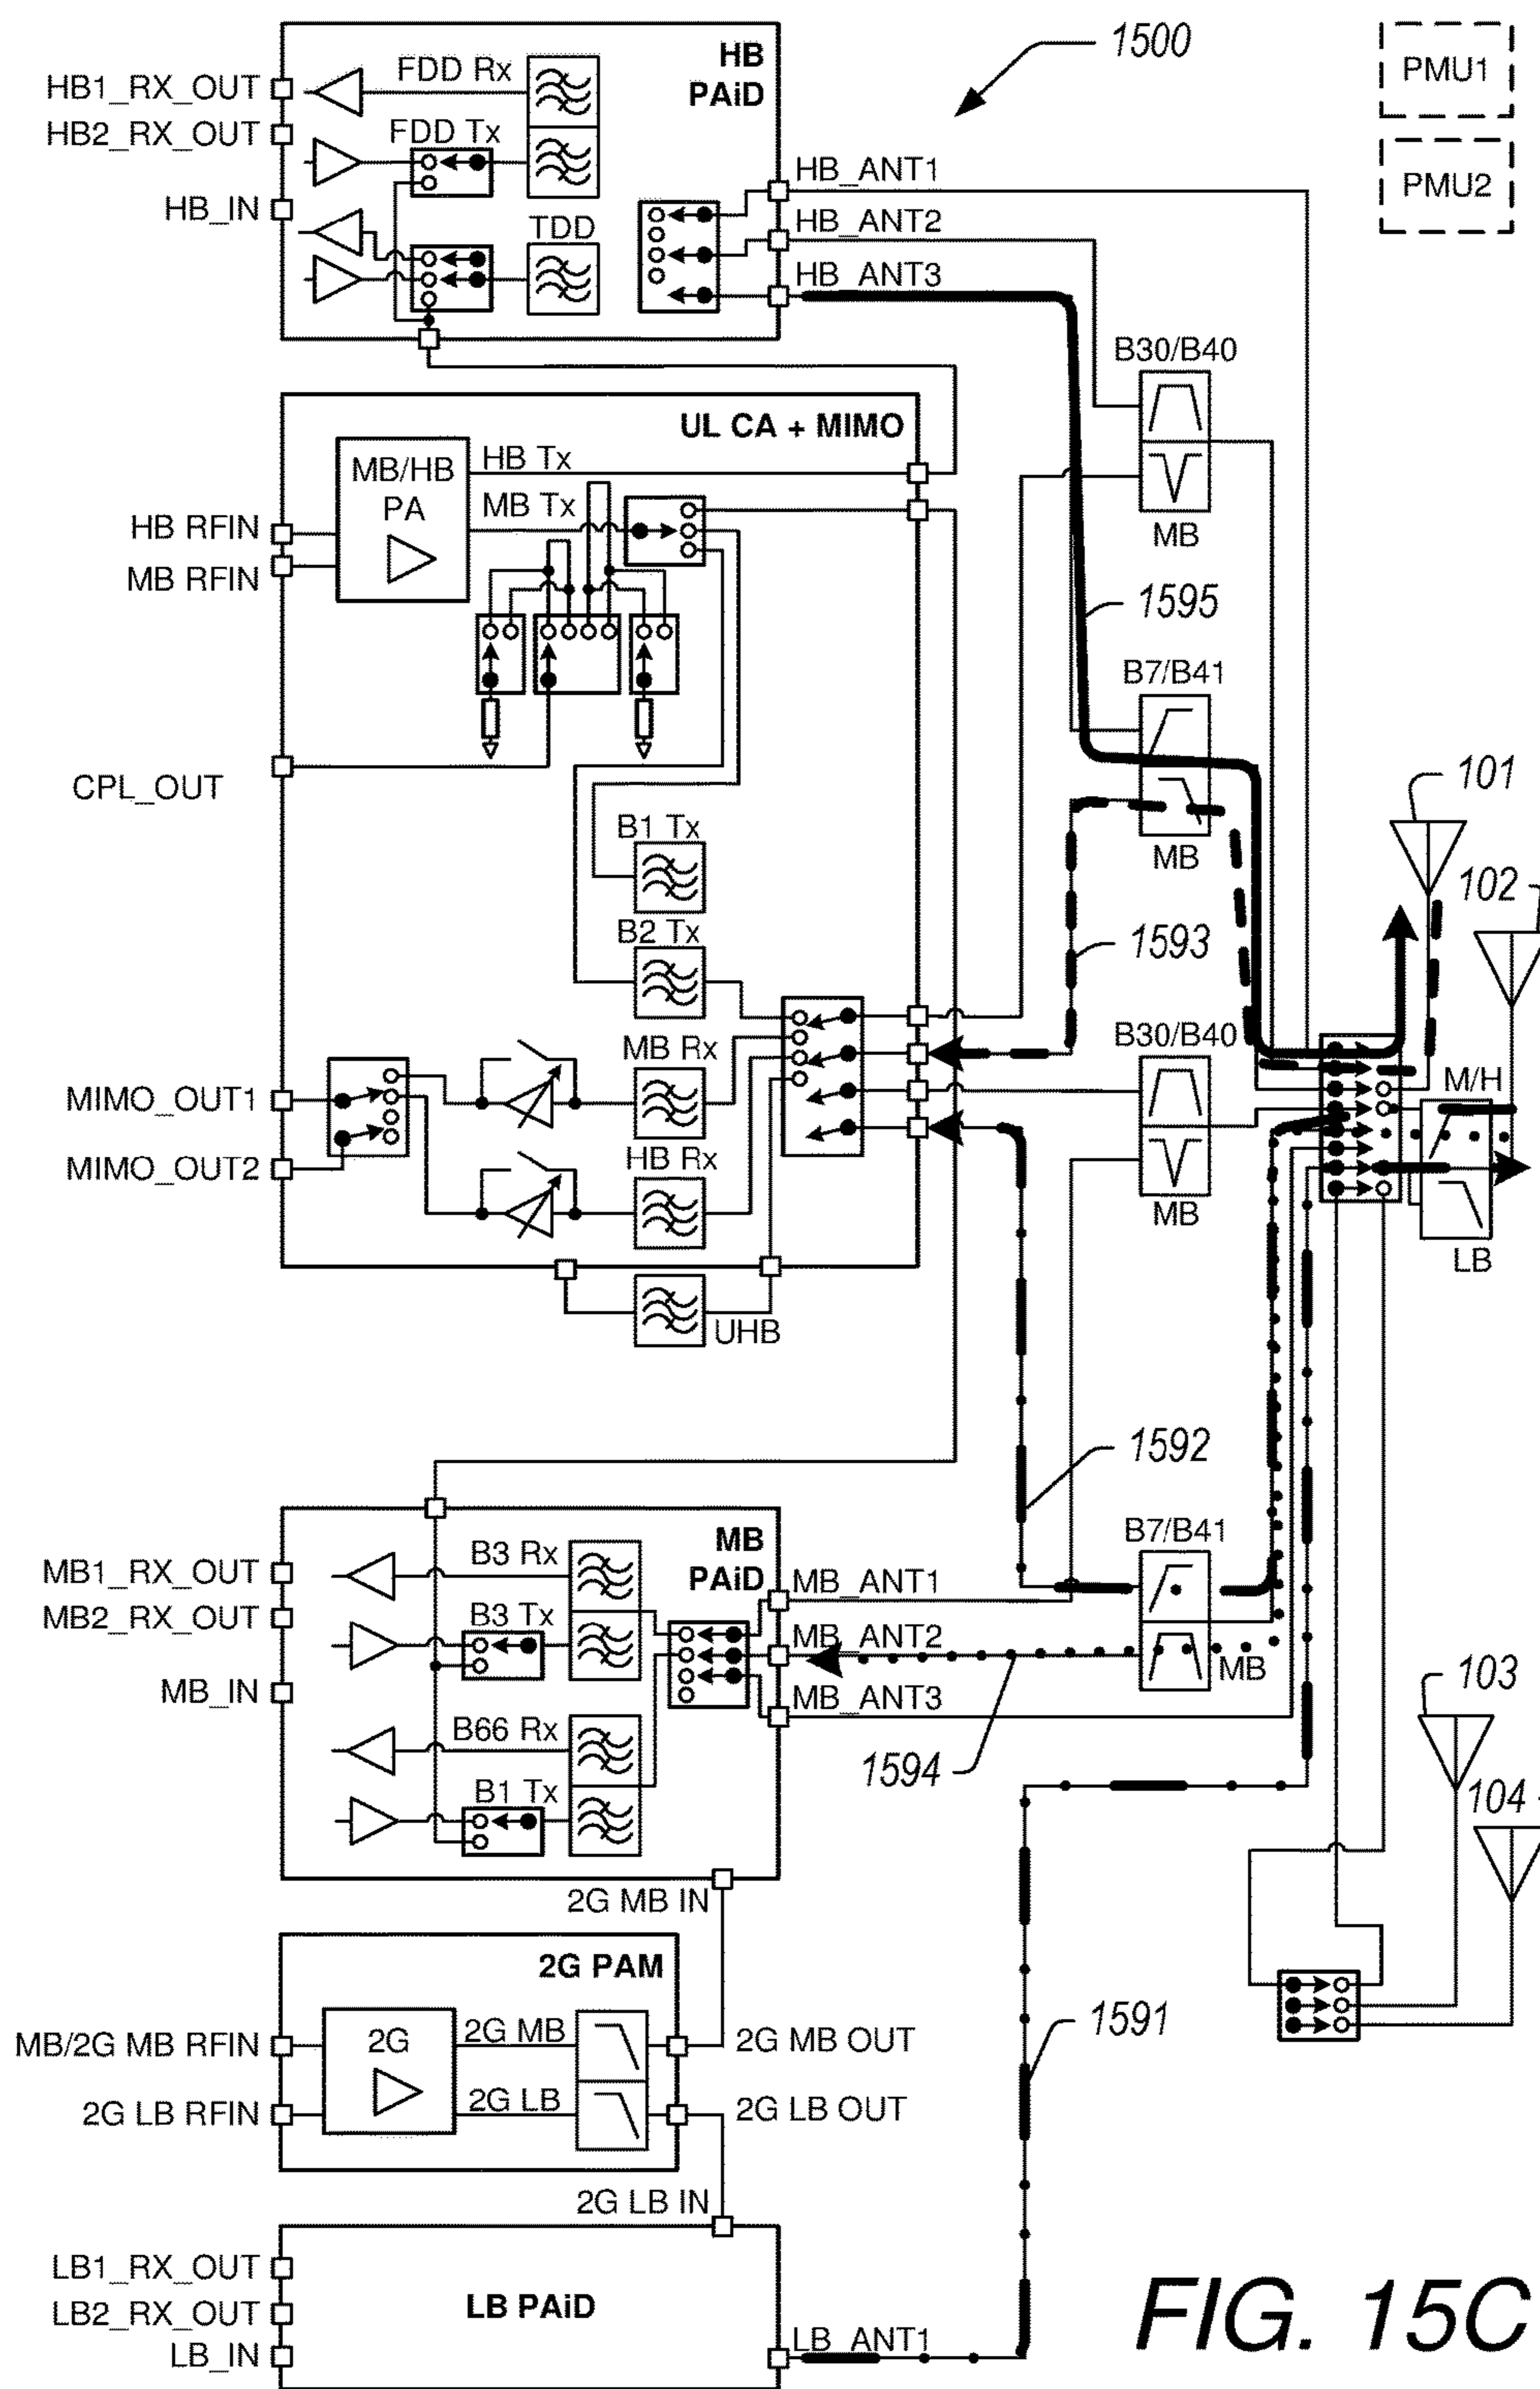 1500
PMU1
PMU2
HB
PAiD
FDD Rx
FDD Tx
TDD
HB1_RX_OUT
HB2_RX_OUT
HB_IN
HB_ANT1
HB_ANT2
HB_ANT3
B30/B40
MB
UL CA + MIMO
MB/HB
PA
HB Tx
MB Tx
HB RFIN
MB RFIN
1595
B7/B41
MB
CPL_OUT
101
102
B1 Tx
B2 Tx
1593
B30/B40
MB
MB Rx
HB Rx
MIMO_OUT1
MIMO_OUT2
M/H
LB
UHB
1592
MB
PAiD
B3 Rx
B3 Tx
B66 Rx
B1 Tx
MB1_RX_OUT
MB2_RX_OUT
MB_IN
MB_ANT1
MB_ANT2
MB_ANT3
B7/B41
MB
1594
103
104
2G MB IN
2G PAM
2G
2G MB
2G LB
MB/2G MB RFIN
2G LB RFIN
2G MB OUT
2G LB OUT
1591
2G LB IN
LB1_RX_OUT
LB2_RX_OUT
LB_IN
LB PAiD
LB_ANT1
FIG. 15C